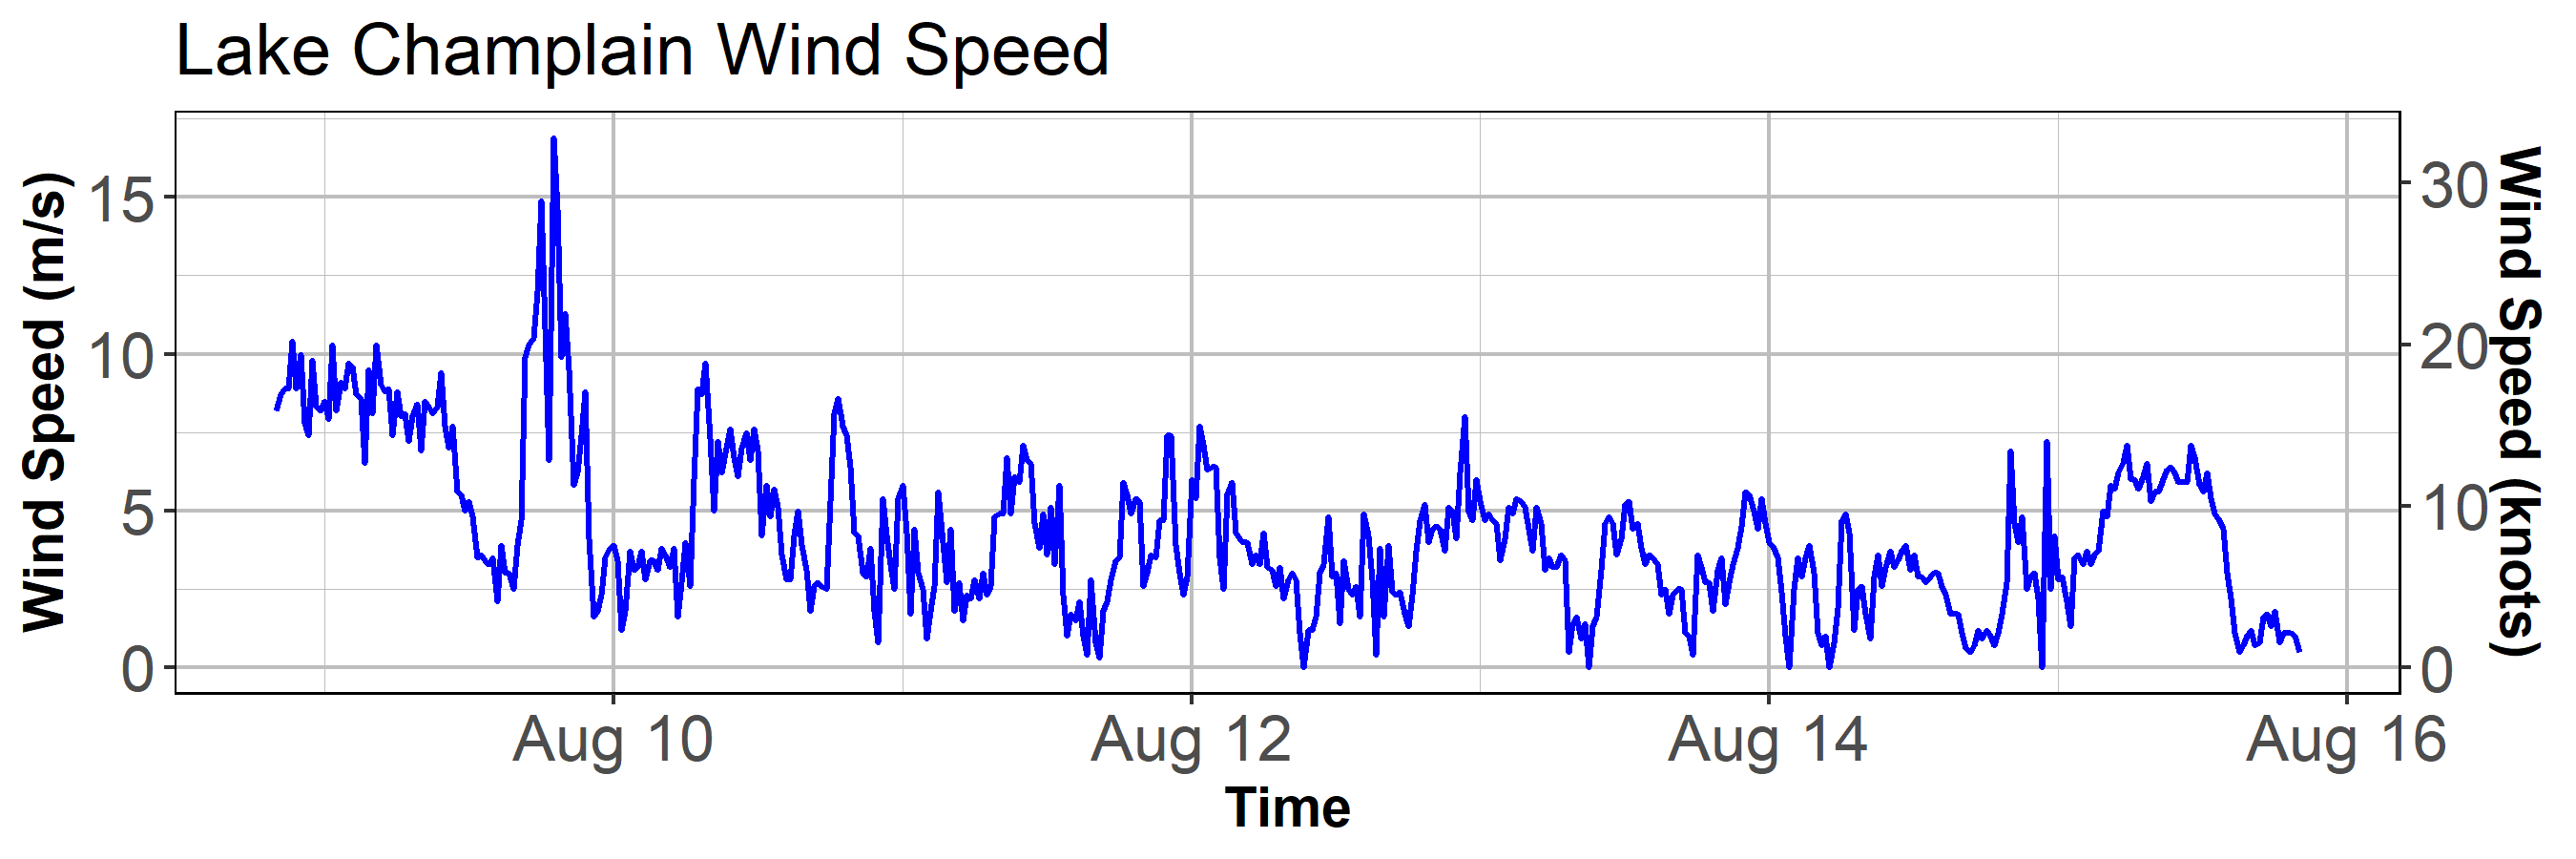 Lake Champlain Wind Speed
Wind Speed (m/s)
15
10
5
0
30
20
10
0
Wind Speed (knots)
Aug 10
Aug 12
Aug 14
Aug 16
Time